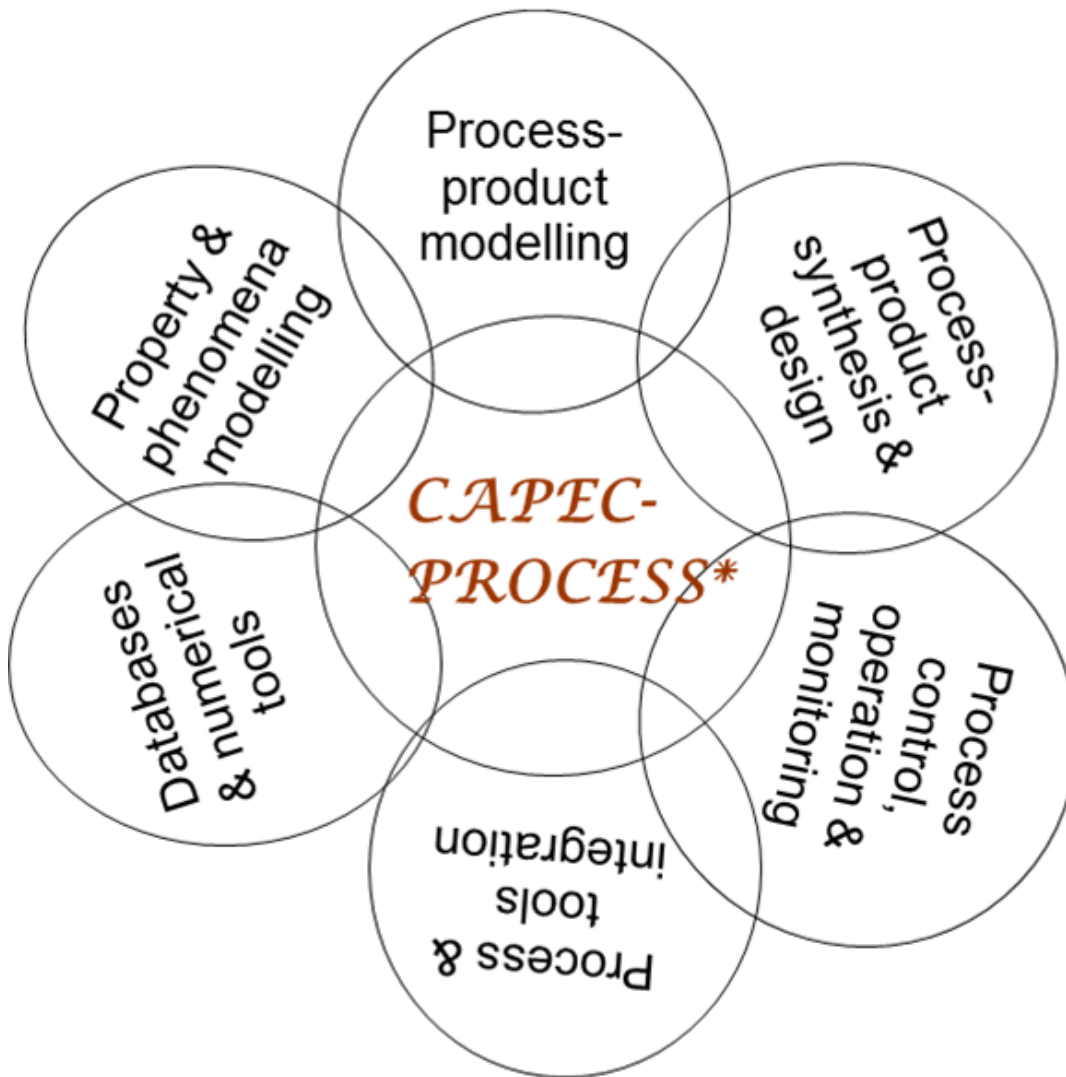 Process-
product
modelling
Process-
product
synthesis &
design
Process
control,
operation &
monitoring
Process &
tools
integration
Databases
& numerical
tools
Property &
phenomena
modelling
CAPEC-
PROCESS*